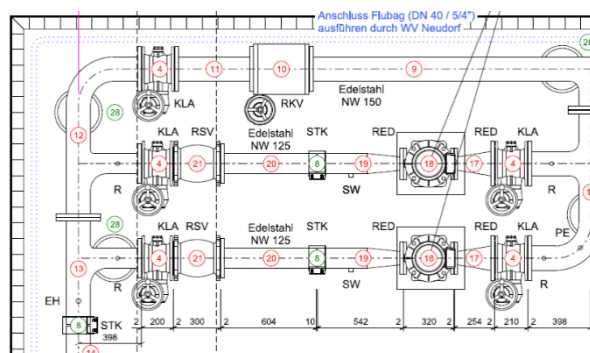 Anschluss Flubag (DN 40 / 5/4")
ausführen durch WV Neudorf
28
4
11
10
9
KLA
RKV
Edelstahl
NW 150
28
12
KLA
RSV
Edelstahl
NW 125
STK
RED
RED
KLA
4
21
20
8
19
18
17
4
R
SW
R
28
KLA
RSV
Edelstahl
NW 125
STK
RED
RED
KLA
PE
4
21
20
8
19
18
17
4
13
R
SW
R
EH
8
STK
2
200
2
300
2
604
10
542
2
320
2
254
2
210
2
398
398
14